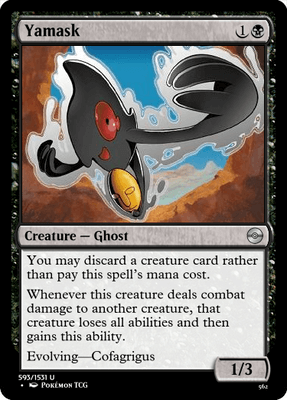 Yamask
1
Creature — Ghost
You may discard a creature card rather
than pay this spell's mana cost.
Whenever this creature deals combat
damage to another creature, that
creature loses all abilities and then
gains this ability.
Evolving—Cofagrigus
1/3
593/1531 U
• Pokémon TCG
562